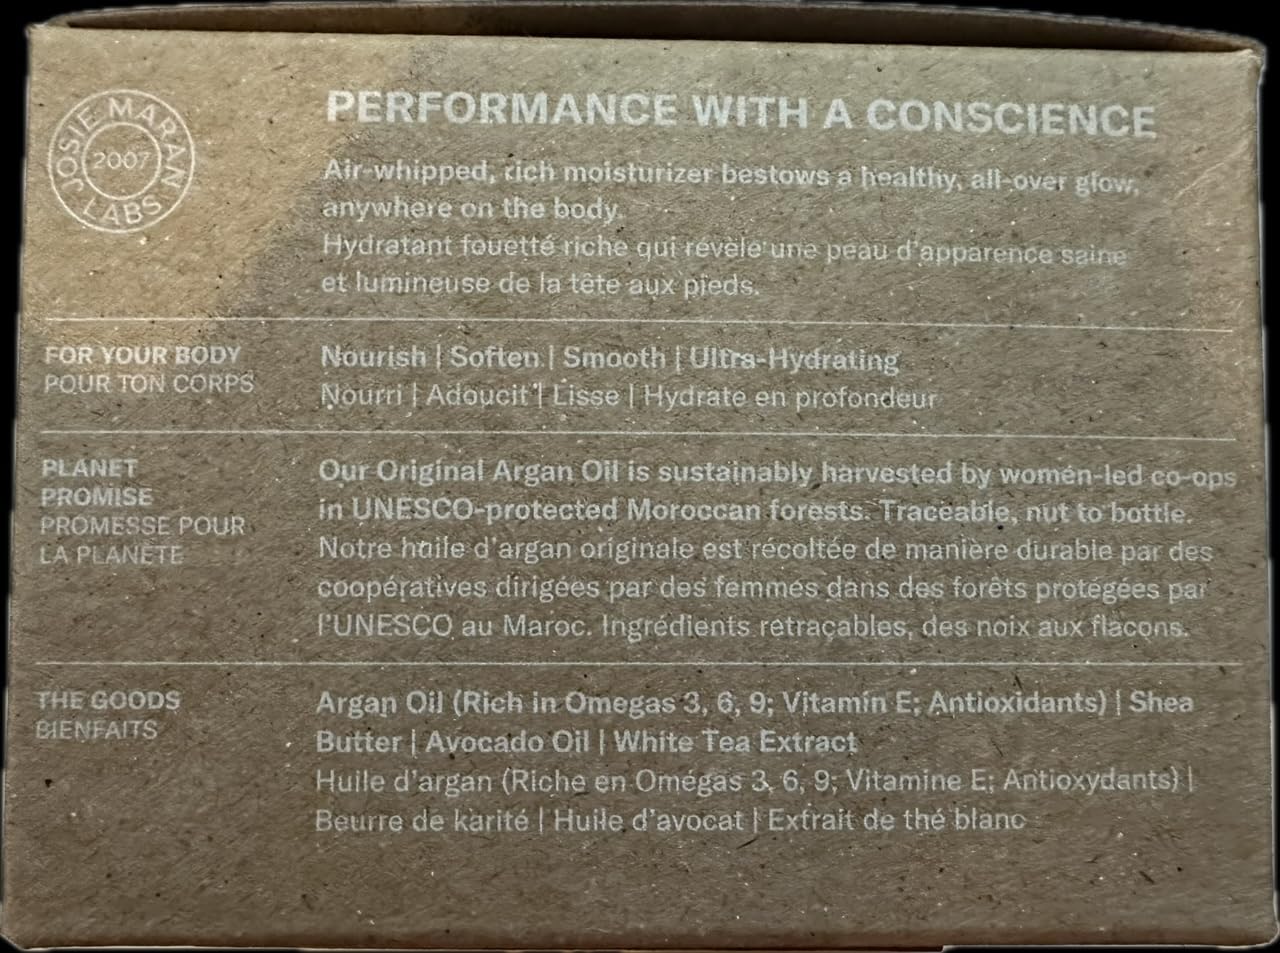 JOSIE MARAN LABS
2007
PERFORMANCE WITH A CONSCIENCE
Air-whipped, rich moisturizer bestows a healthy, all-over glow,
anywhere on the body.
Hydratant fouetté riche qui révèle une peau d'apparence saine
et lumineuse de la tête aux pieds.
FOR YOUR BODY
POUR TON CORPS
Nourish | Soften | Smooth | Ultra-Hydrating
Nourri | Adoucit | Lisse | Hydrate en profondeur
PLANET
PROMISE
PROMESSE POUR
LA PLANÈTE
Our Original Argan Oil is sustainably harvested by women-led co-ops
in UNESCO-protected Moroccan forests. Traceable, nut to bottle.
Notre huile d'argan originale est récoltée de manière durable par des
coopératives dirigées par des femmes dans des forêts protégées par
l'UNESCO au Maroc. Ingrédients retraçables, des noix aux flacons.
THE GOODS
BIENFAITS
Argan Oil (Rich in Omegas 3, 6, 9; Vitamin E; Antioxidants) | Shea
Butter | Avocado Oil | White Tea Extract
Huile d'argan (Riche en Omégas 3, 6, 9; Vitamine E; Antioxydants) |
Beurre de karité | Huile d'avocat | Extrait de thé blanc